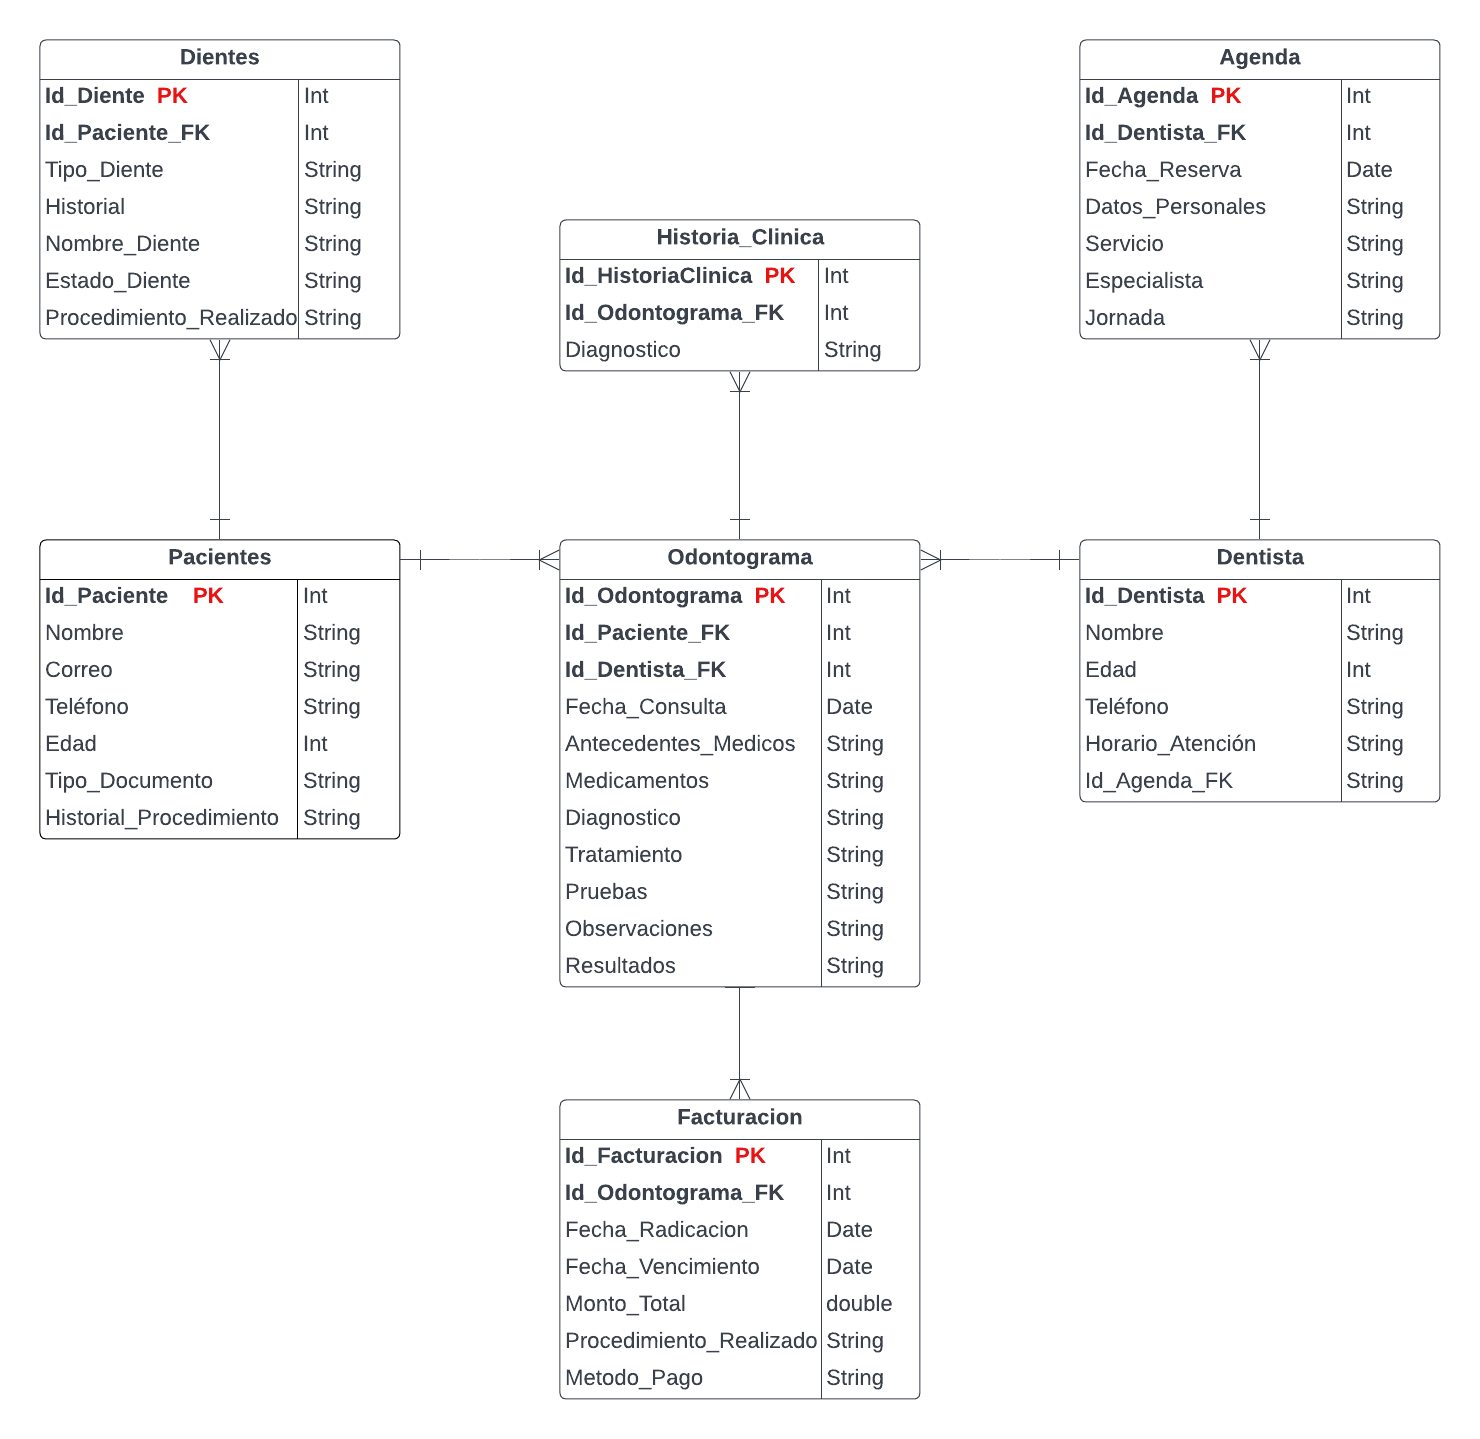 Dientes
Id_Diente PK Int
Id_Paciente_FK Int
Tipo_Diente String
Historial String
Nombre_Diente String
Estado_Diente String
Procedimiento_Realizado String
Historia_Clinica
Id_HistoriaClinica PK Int
Id_Odontograma_FK Int
Diagnostico String
Agenda
Id_Agenda PK Int
Id_Dentista_FK Int
Fecha_Reserva Date
Datos_Personales String
Servicio String
Especialista String
Jornada String
Pacientes
Id_Paciente PK Int
Nombre String
Correo String
Teléfono String
Edad Int
Tipo_Documento String
Historial_Procedimiento String
Odontograma
Id_Odontograma PK Int
Id_Paciente_FK Int
Id_Dentista_FK Int
Fecha_Consulta Date
Antecedentes_Medicos String
Medicamentos String
Diagnostico String
Tratamiento String
Pruebas String
Observaciones String
Resultados String
Dentista
Id_Dentista PK Int
Nombre String
Edad Int
Teléfono String
Horario_Atención String
Id_Agenda_FK String
Facturacion
Id_Facturacion PK Int
Id_Odontograma_FK Int
Fecha_Radicacion Date
Fecha_Vencimiento Date
Monto_Total double
Procedimiento_Realizado String
Metodo_Pago String